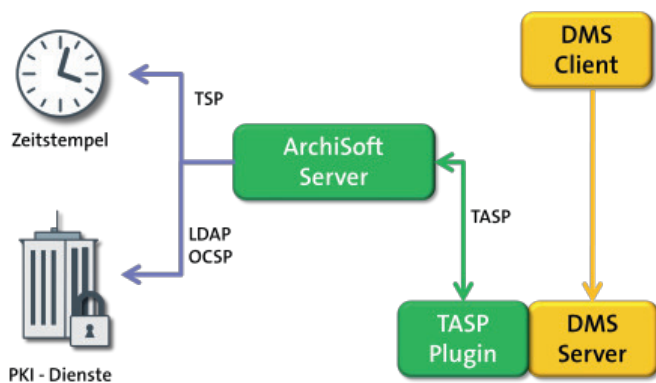 DMS
Client
TSP
Zeitstempel
ArchiSoft
Server
TASP
LDAP
OCSP
TASP
Plugin
DMS
Server
PKI - Dienste